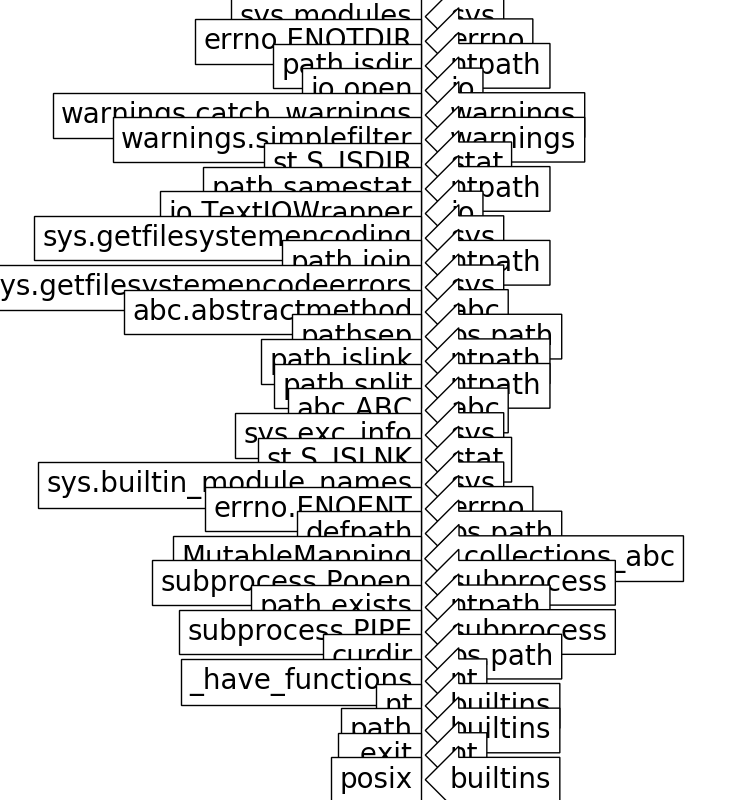 sys.modules sys
errno.ENOTDIR errno
path.isdir ntpath
io.open io
warnings.catch_warnings warnings
warnings.simplefilter warnings
st.S_ISDIR stat
path.samestat ntpath
io.TextIOWrapper io
sys.getfilesystemencoding sys
path.join ntpath
ys.getfilesystemencodeerrors sys
abc.abstractmethod abc
pathsep os.path
path.islink ntpath
path.split ntpath
abc.ABC abc
sys.exc_info sys
st.S_ISLNK stat
sys.builtin_module_names sys
errno.ENOENT errno
defpath os.path
MutableMapping collections_abc
subprocess.Popen subprocess
path.exists ntpath
subprocess.PIPE subprocess
curdir os.path
_have_functions nt
nt builtins
path builtins
_exit nt
posix builtins